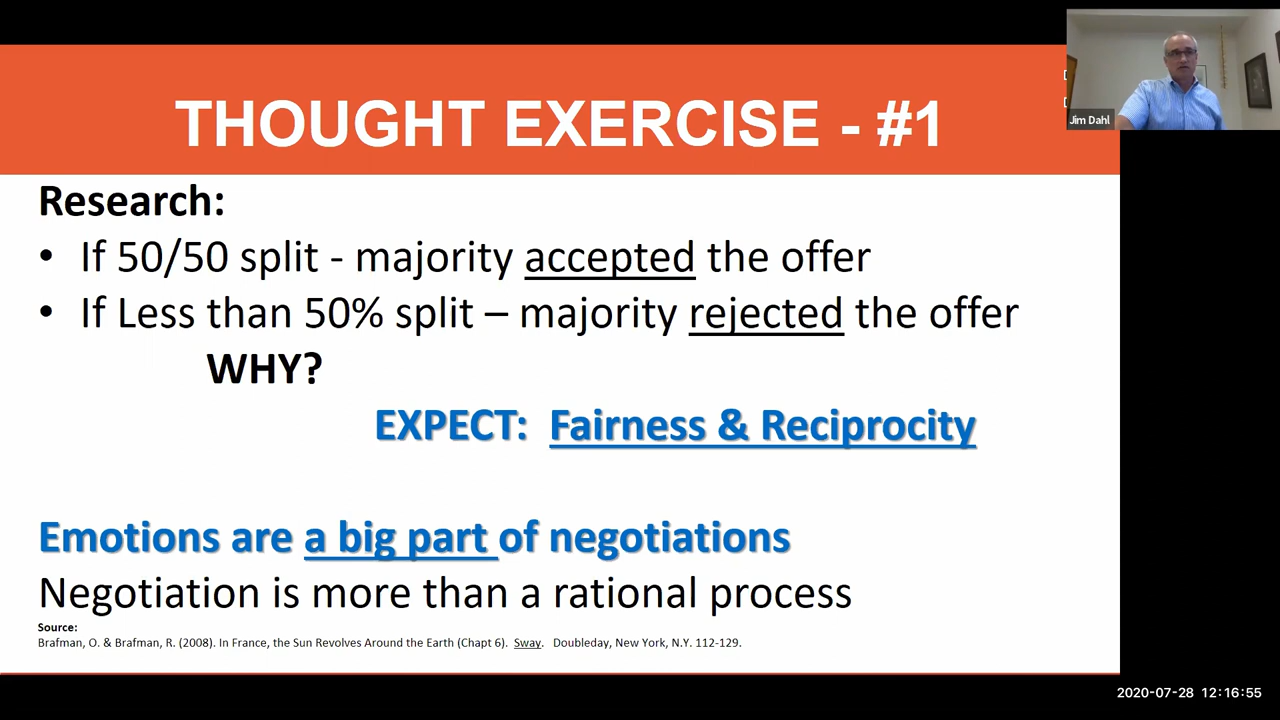 THOUGHT EXERCISE - #1
Jim Dahl
Research:
• If 50/50 split - majority accepted the offer
• If Less than 50% split – majority rejected the offer
WHY?
EXPECT: Fairness & Reciprocity
Emotions are a big part of negotiations
Negotiation is more than a rational process
Source:
Brafman, O. & Brafman, R. (2008). In France, the Sun Revolves Around the Earth (Chapt 6). Sway. Doubleday, New York, N.Y. 112-129.
2020-07-28 12:16:55